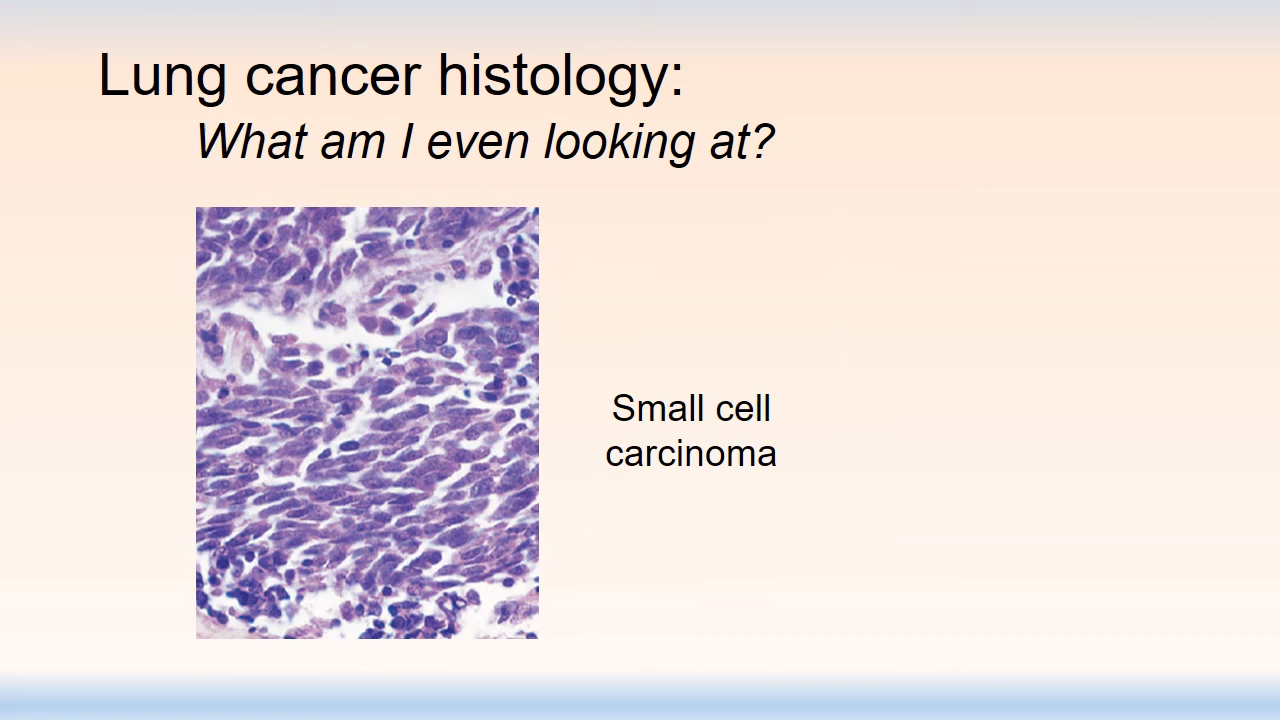 Lung cancer histology:
What am I even looking at?
Small cell
carcinoma